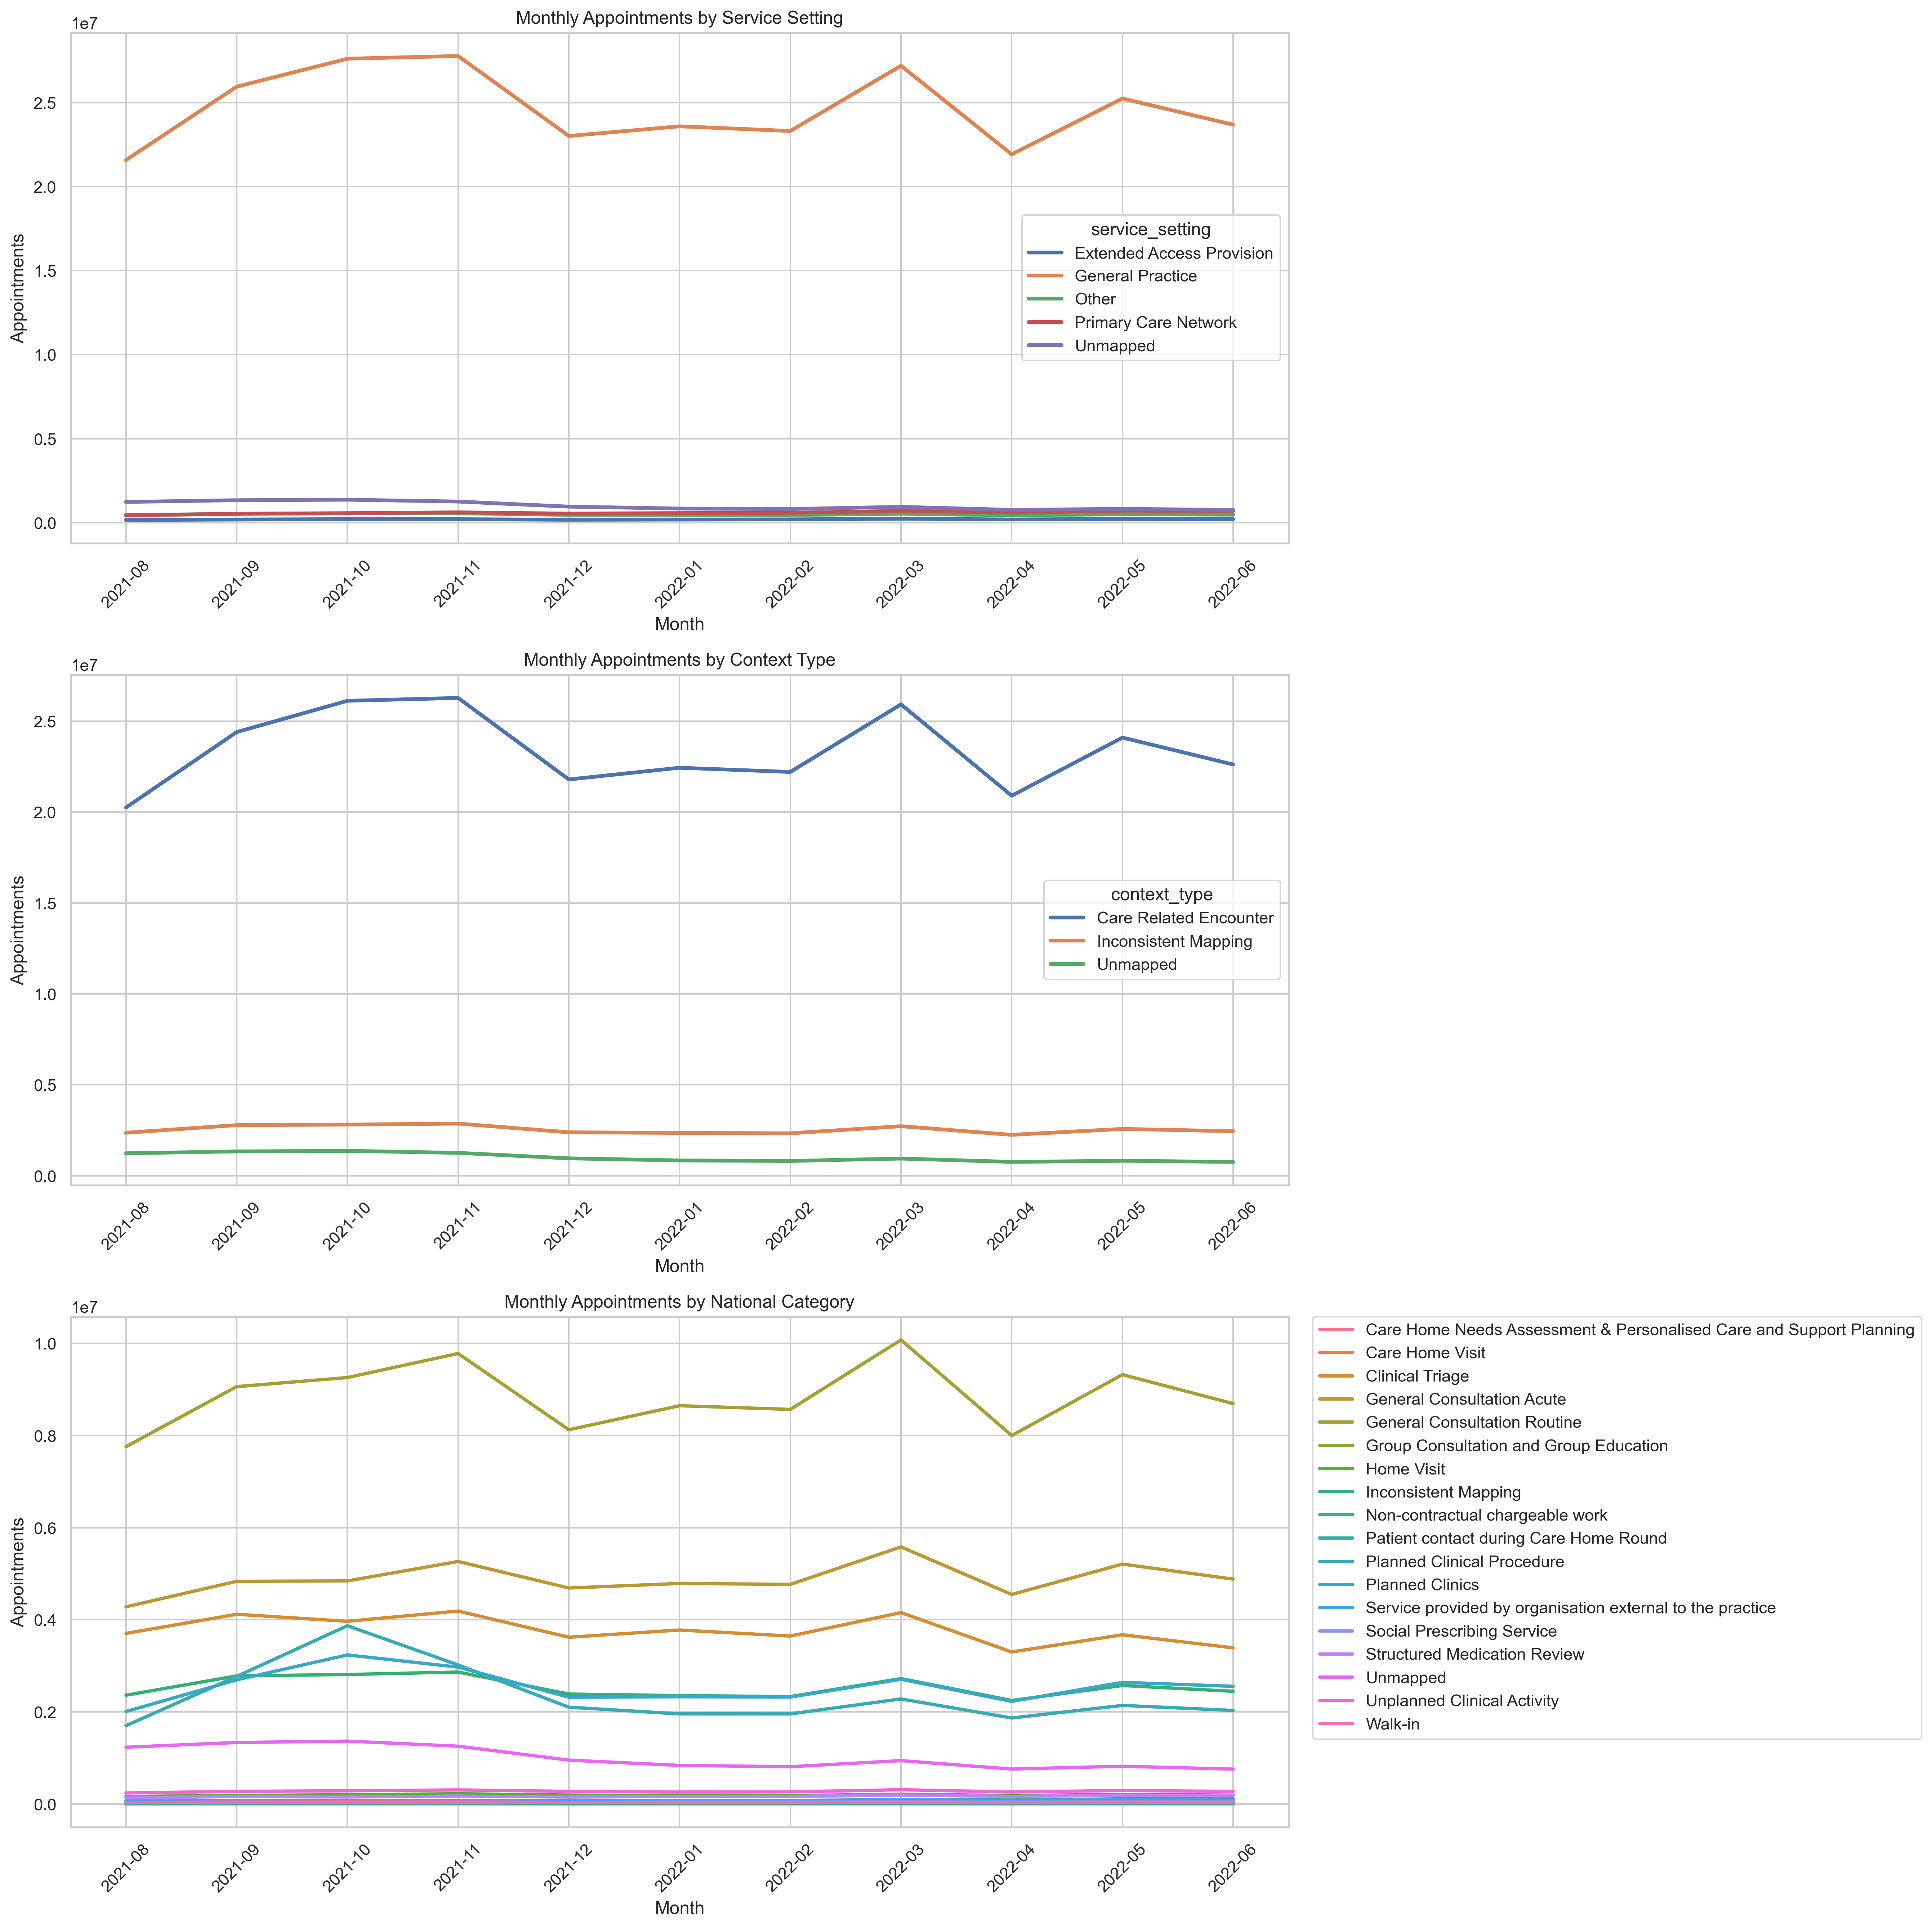 Monthly Appointments by Service Setting
1e7
2.5
2.0
1.5
1.0
0.5
0.0
Appointments
service_setting
Extended Access Provision
General Practice
Other
Primary Care Network
Unmapped
2021-08
2021-09
2021-10
2021-11
2021-12
2022-01
2022-02
2022-03
2022-04
2022-05
2022-06
Month
Monthly Appointments by Context Type
1e7
2.5
2.0
1.5
1.0
0.5
0.0
Appointments
context_type
Care Related Encounter
Inconsistent Mapping
Unmapped
2021-08
2021-09
2021-10
2021-11
2021-12
2022-01
2022-02
2022-03
2022-04
2022-05
2022-06
Month
Monthly Appointments by National Category
1e7
1.0
0.8
0.6
0.4
0.2
0.0
Appointments
Care Home Needs Assessment & Personalised Care and Support Planning
Care Home Visit
Clinical Triage
General Consultation Acute
General Consultation Routine
Group Consultation and Group Education
Home Visit
Inconsistent Mapping
Non-contractual chargeable work
Patient contact during Care Home Round
Planned Clinical Procedure
Planned Clinics
Service provided by organisation external to the practice
Social Prescribing Service
Structured Medication Review
Unmapped
Unplanned Clinical Activity
Walk-in
2021-08
2021-09
2021-10
2021-11
2021-12
2022-01
2022-02
2022-03
2022-04
2022-05
2022-06
Month